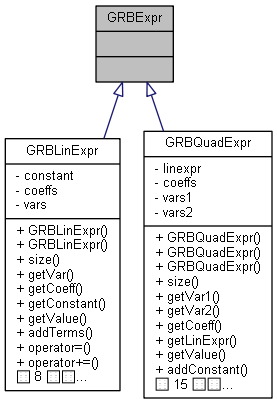 GRBExpr
GRBLinExpr
- constant
- coeffs
- vars
+ GRBLinExpr()
+ GRBLinExpr()
+ size()
+ getVar()
+ getCoeff()
+ getConstant()
+ getValue()
+ addTerms()
+ operator=()
+ operator+=()
8 ...
GRBQuadExpr
- linexpr
- coeffs
- vars1
- vars2
+ GRBQuadExpr()
+ GRBQuadExpr()
+ GRBQuadExpr()
+ size()
+ getVar1()
+ getVar2()
+ getCoeff()
+ getLinExpr()
+ getValue()
+ addConstant()
15 ...